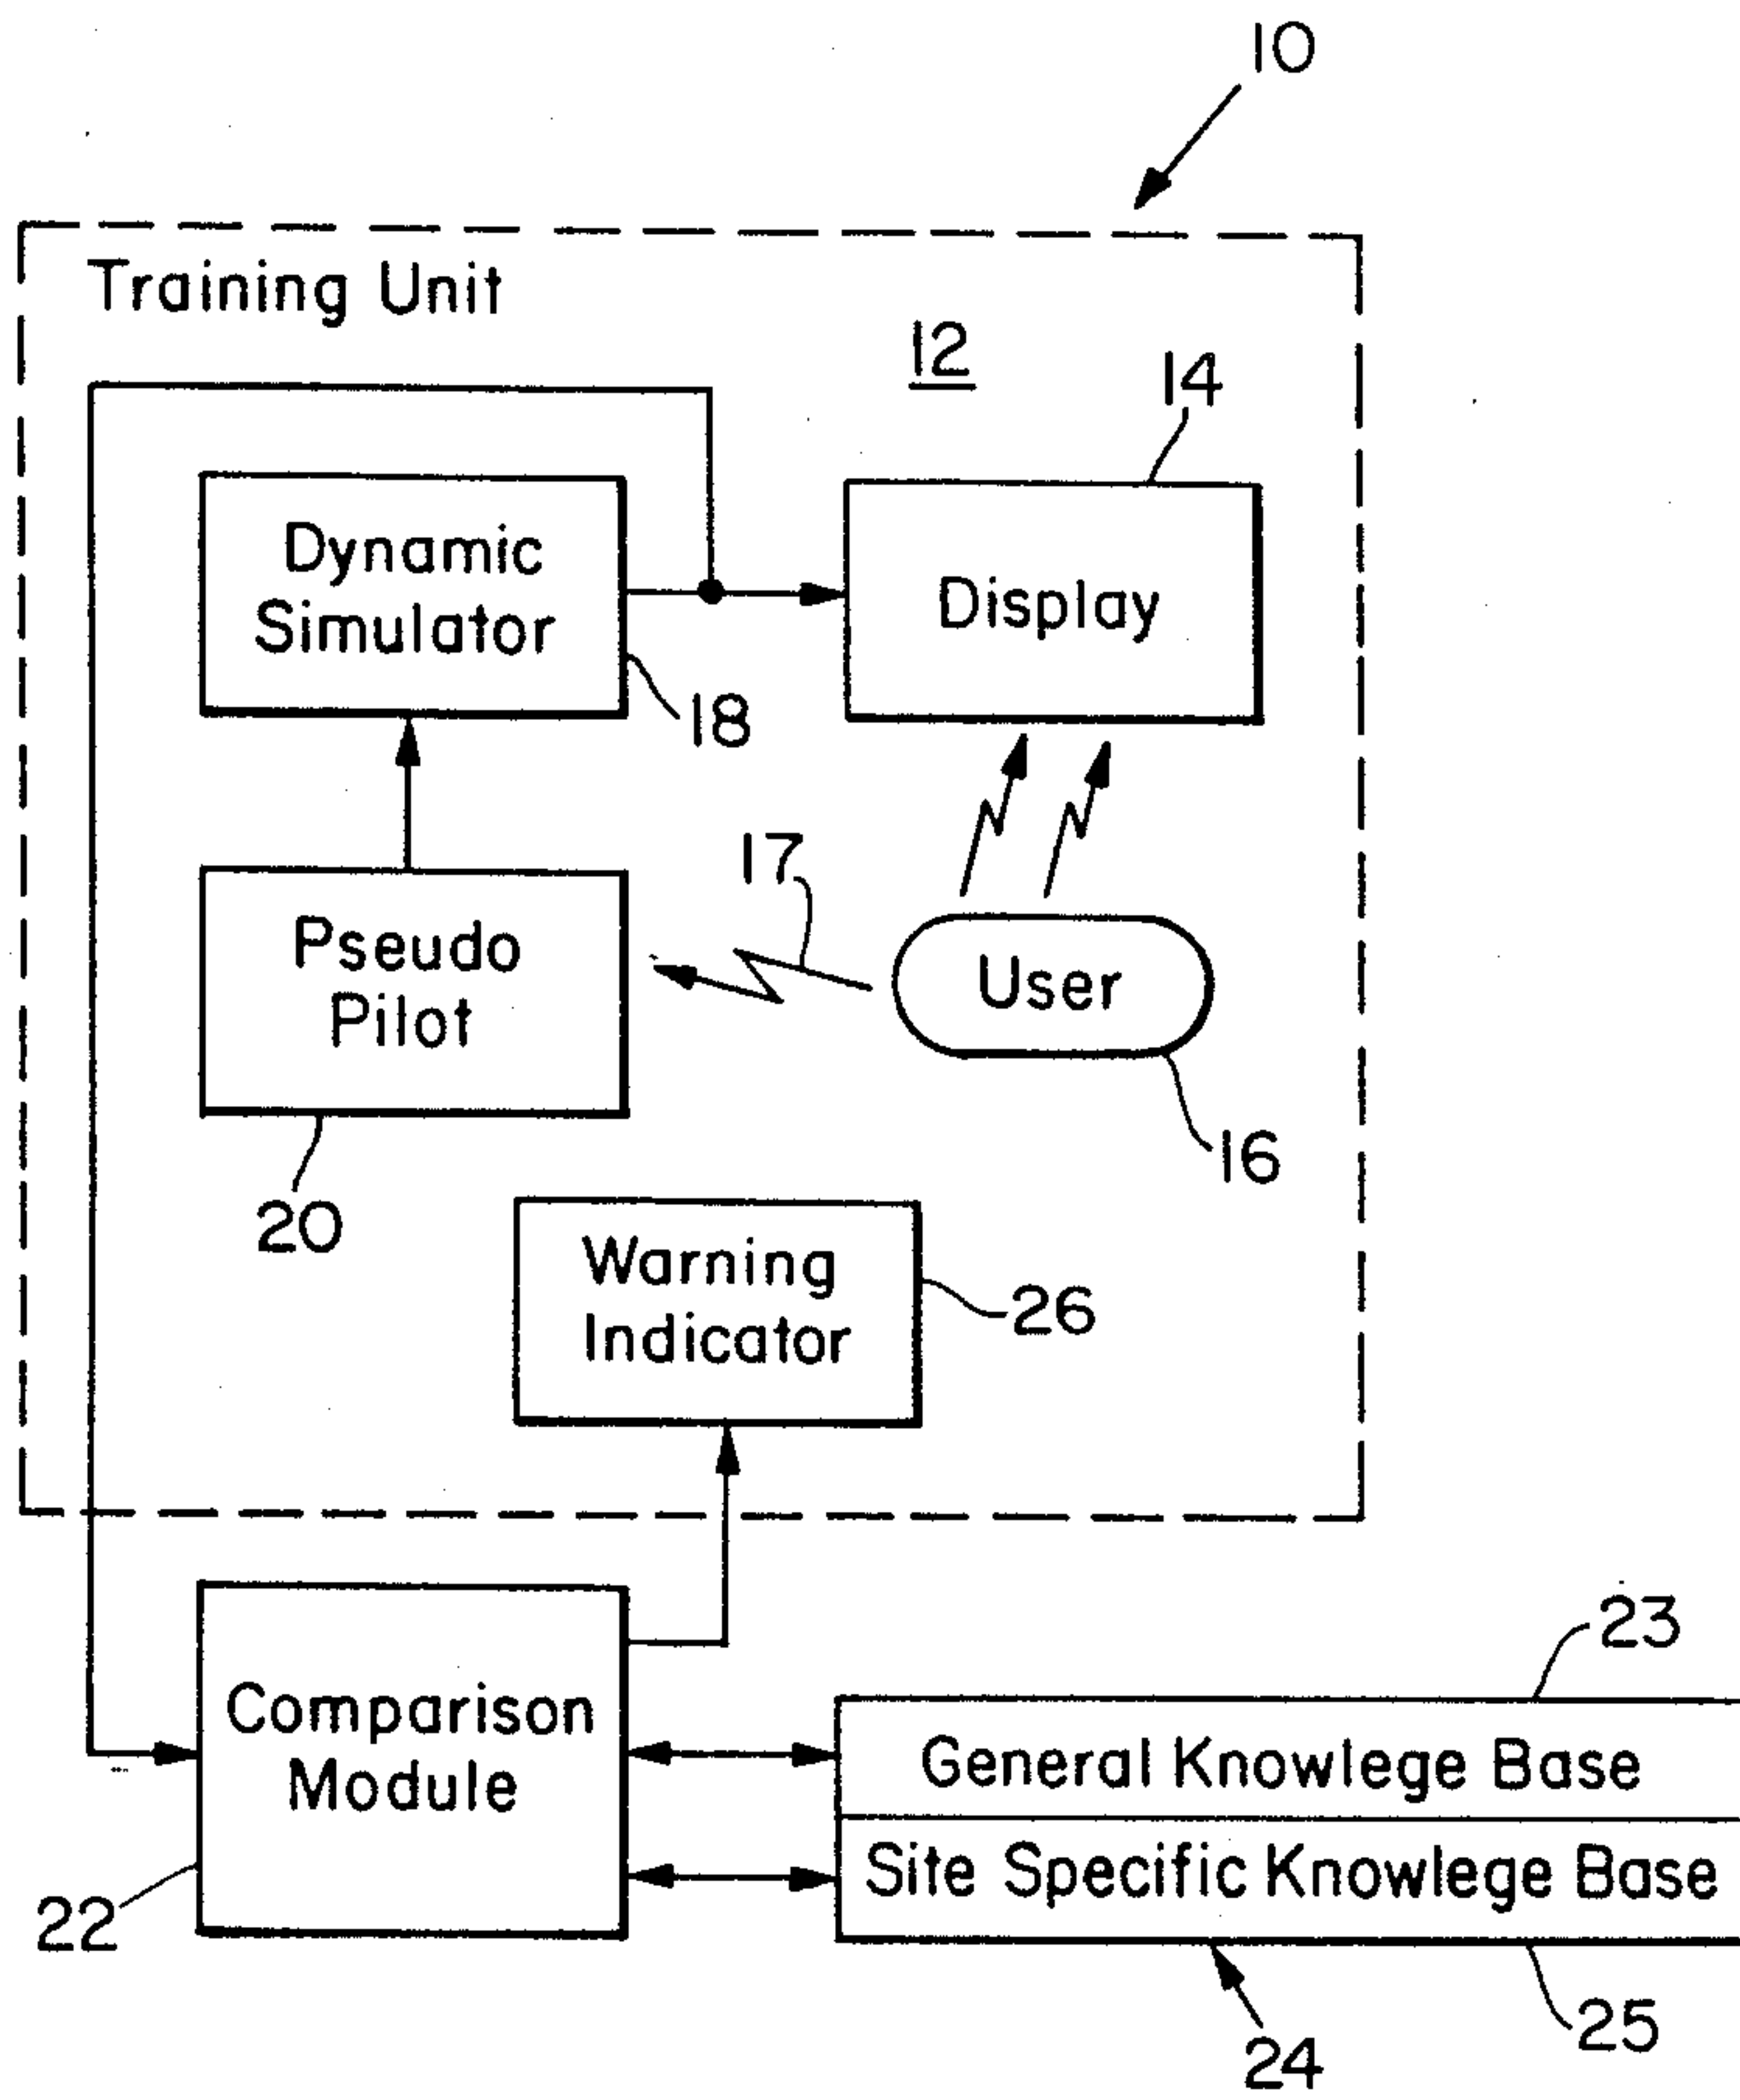 10
Training Unit
12
14
Dynamic
Simulator
Display
18
17
Pseudo
Pilot
User
16
20
Warning
Indicator
26
23
Comparison
Module
General Knowlege Base
Site Specific Knowlege Base
22
25
24